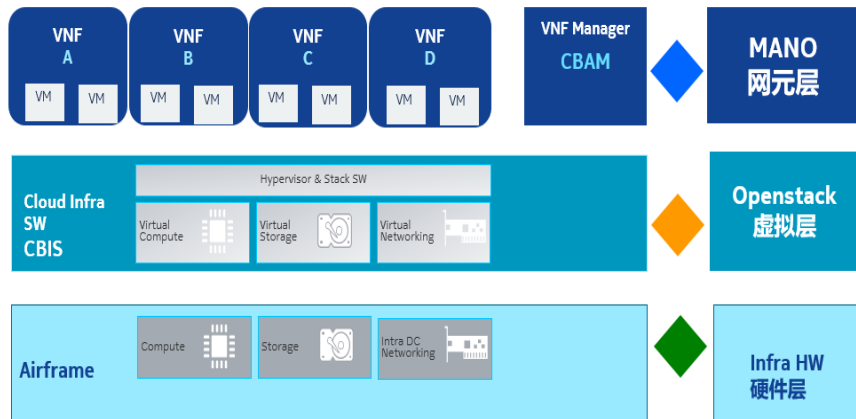 VNF
A
VM
VM
VNF
B
VM
VM
VNF
C
VM
VM
VNF
D
VM
VM
VNF Manager
CBAM
MANO
网元层
Cloud Infra
SW
CBIS
Hypervisor & Stack SW
Virtual
Compute
Virtual
Storage
Virtual
Networking
Openstack
虚拟层
Airframe
Compute
Storage
Intra DC
Networking
Infra HW
硬件层